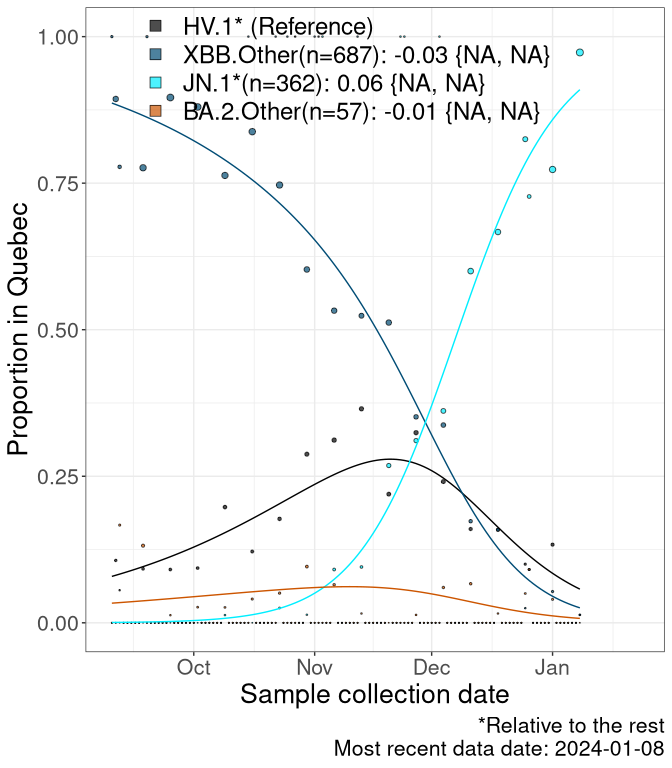 HV.1* (Reference)
XBB.Other(n=687): -0.03 {NA, NA}
JN.1*(n=362): 0.06 {NA, NA}
BA.2.Other(n=57): -0.01 {NA, NA}
1.00
0.75
0.50
0.25
0.00
Proportion in Quebec
Oct Nov Dec Jan
Sample collection date
*Relative to the rest
Most recent data date: 2024-01-08